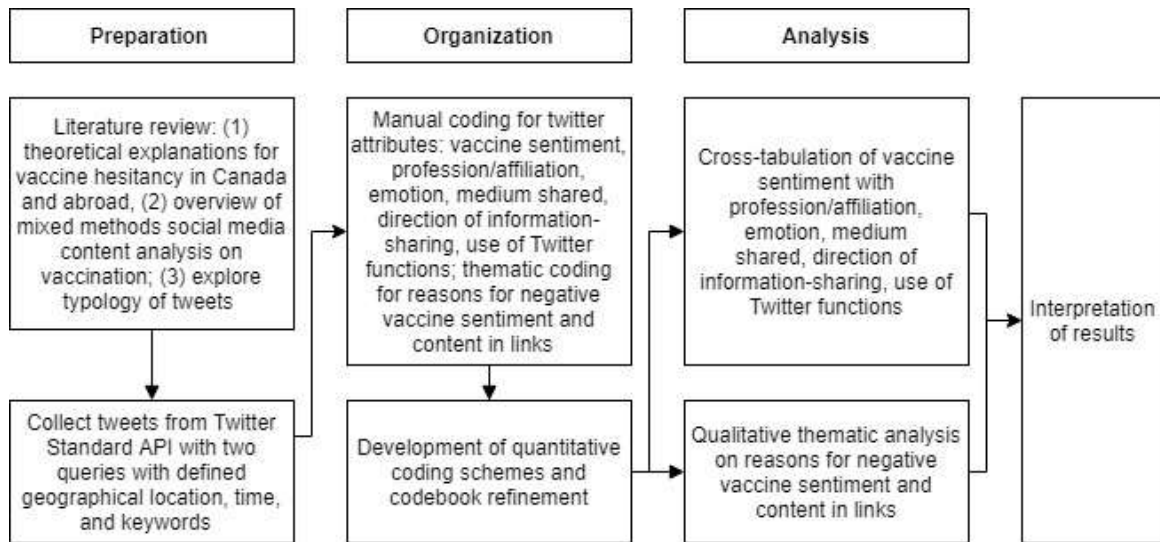 Preparation
Organization
Analysis
Literature review: (1)
theoretical explanations for
vaccine hesitancy in Canada
and abroad, (2) overview of
mixed methods social media
content analysis on
vaccination; (3) explore
typology of tweets
Collect tweets from Twitter
Standard API with two
queries with defined
geographical location, time,
and keywords
Manual coding for twitter
attributes: vaccine sentiment,
profession/affiliation,
emotion, medium shared,
direction of information-
sharing, use of Twitter
functions; thematic coding
for reasons for negative
vaccine sentiment and
content in links
Development of quantitative
coding schemes and
codebook refinement
Cross-tabulation of vaccine
sentiment with
profession/affiliation,
emotion, medium
shared, direction of
information-sharing, use of
Twitter functions
Qualitative thematic analysis
on reasons for negative
vaccine sentiment and
content in links
Interpretation
of results